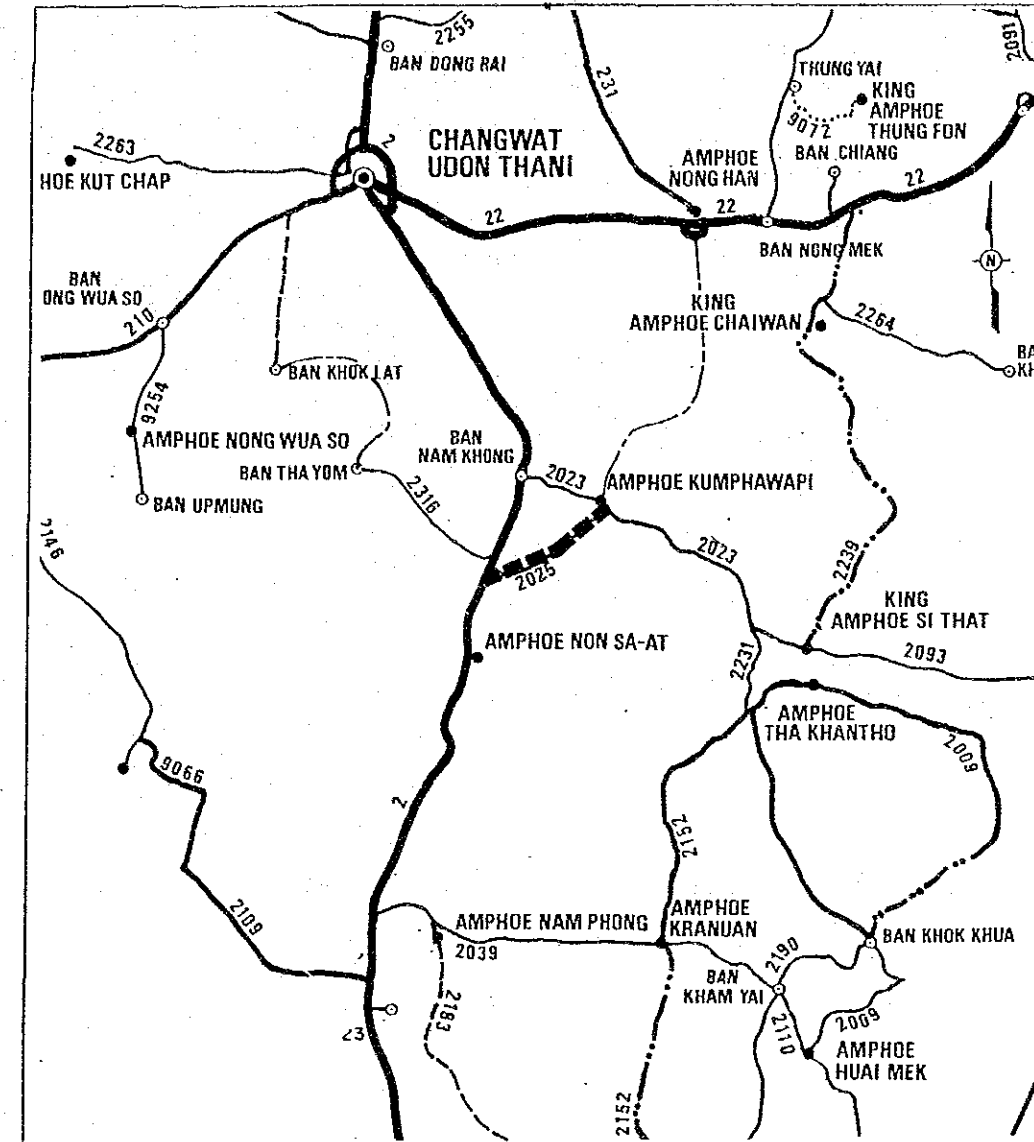 2255
BAN DONG RAI
231
2091
THUNG YAI
KING
AMPHOE
THUNG FON
9072
2263
2
CHANGWAT
UDON THANI
AMPHOE
NONG HAN
BAN CHIANG
HOE KUT CHAP
22
22
22
BAN NONG MEK
N
BAN
ONG WUA SO
210
KING
AMPHOE CHAIWAN
2264
BA
KH
BAN KHOK LAT
9254
AMPHOE NONG WUA SO
BAN
NAM KHONG
BAN THA YOM
2023
AMPHOE KUMPHAWAPI
BAN UPMUNG
2316
2146
2025
2023
2239
KING
AMPHOE SI THAT
AMPHOE NON SA-AT
2231
2093
AMPHOE
THA KHANTHO
2009
9066
2
2152
2109
AMPHOE NAM PHONG
AMPHOE
KRANUAN
2039
BAN KHOK KHUA
2190
BAN
KHAM YAI
2183
23
2110
2009
AMPHOE
HUAI MEK
2152